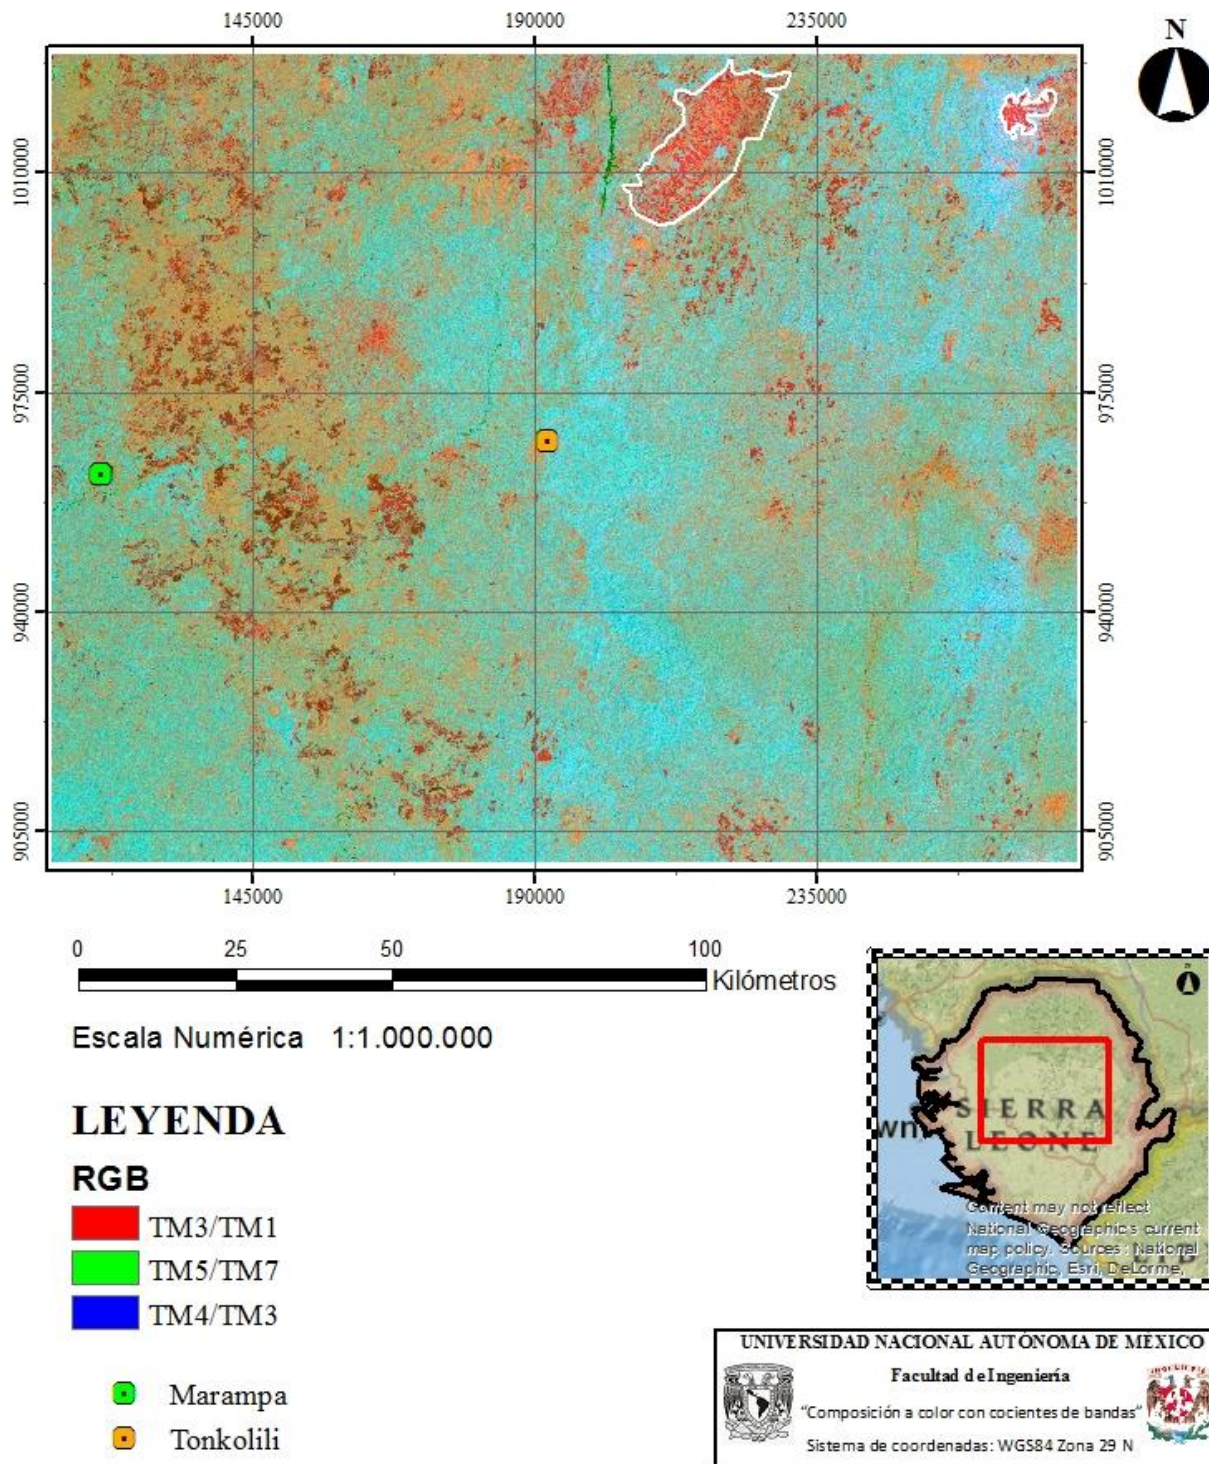 145000 190000 235000
N
1010000 1010000
975000 975000
940000 940000
905000 905000
145000 190000 235000
0 25 50 100
Kilómetros
Escala Numérica 1:1.000.000
LEYENDA
RGB
TM3/TM1
TM5/TM7
TM4/TM3
Marampa
Tonkolili
SIERRA
LEONE
wn
Content may not reflect
National Geographic's current
map policy. Sources: National
Geographic, Esri, DeLorme,
UNIVERSIDAD NACIONAL AUTÓNOMA DE MÉXICO
Facultad de Ingeniería
"Composición a color con cocientes de bandas"
Sistema de coordenadas: WGS84 Zona 29 N